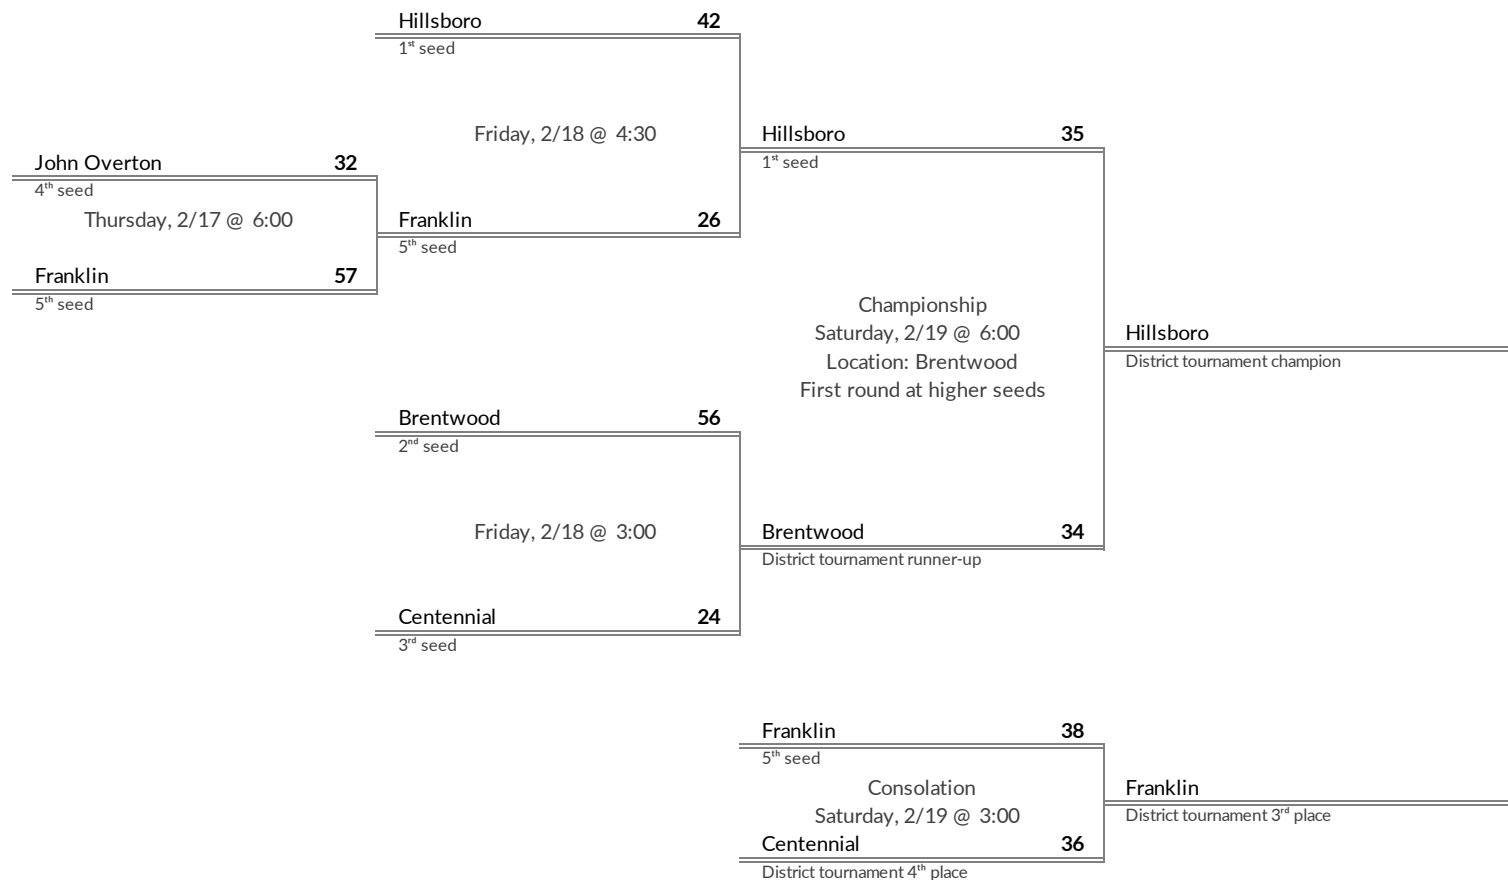 Hillsboro 42
1st seed
Friday, 2/18 @ 4:30
Hillsboro 35
1st seed
John Overton 32
4th seed
Thursday, 2/17 @ 6:00
Franklin 26
5th seed
Franklin 57
5th seed
Championship
Saturday, 2/19 @ 6:00
Location: Brentwood
First round at higher seeds
Hillsboro
District tournament champion
Brentwood 56
2nd seed
Friday, 2/18 @ 3:00
Brentwood 34
District tournament runner-up
Centennial 24
3rd seed
Franklin 38
5th seed
Consolation
Saturday, 2/19 @ 3:00
Franklin
District tournament 3rd place
Centennial 36
District tournament 4th place